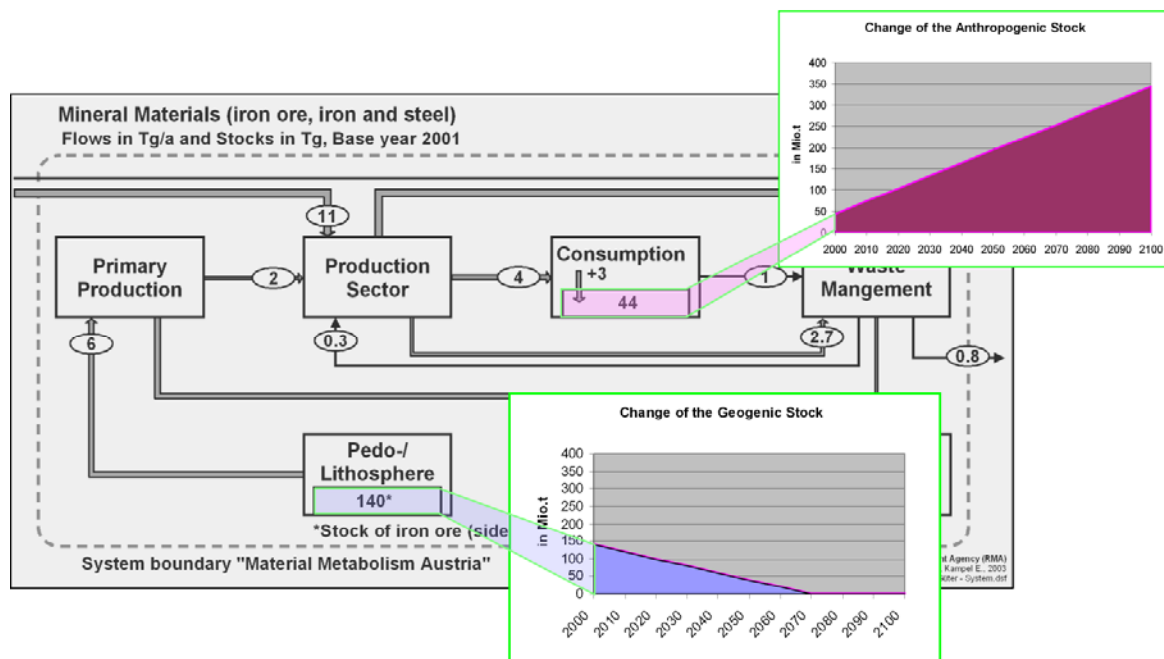 Change of the Anthropogenic Stock
400
350
300
250
200
150
100
50
0
in Mio.t
2000 2010 2020 2030 2040 2050 2060 2070 2080 2090 2100
Mineral Materials (iron ore, iron and steel)
Flows in Tg/a and Stocks in Tg, Base year 2001
11
Primary
Production
2
Production
Sector
4
Consumption
+3
44
1
Waste
Mangement
6
0.3
2.7
0.8
Pedo-/
Lithosphere
140*
*Stock of iron ore (side
System boundary "Material Metabolism Austria"
Change of the Geogenic Stock
400
350
300
250
200
150
100
50
0
in Mio.t
2000 2010 2020 2030 2040 2050 2060 2070 2080 2090 2100
Agency (RMA)
Kampel E., 2003
- System.dsf